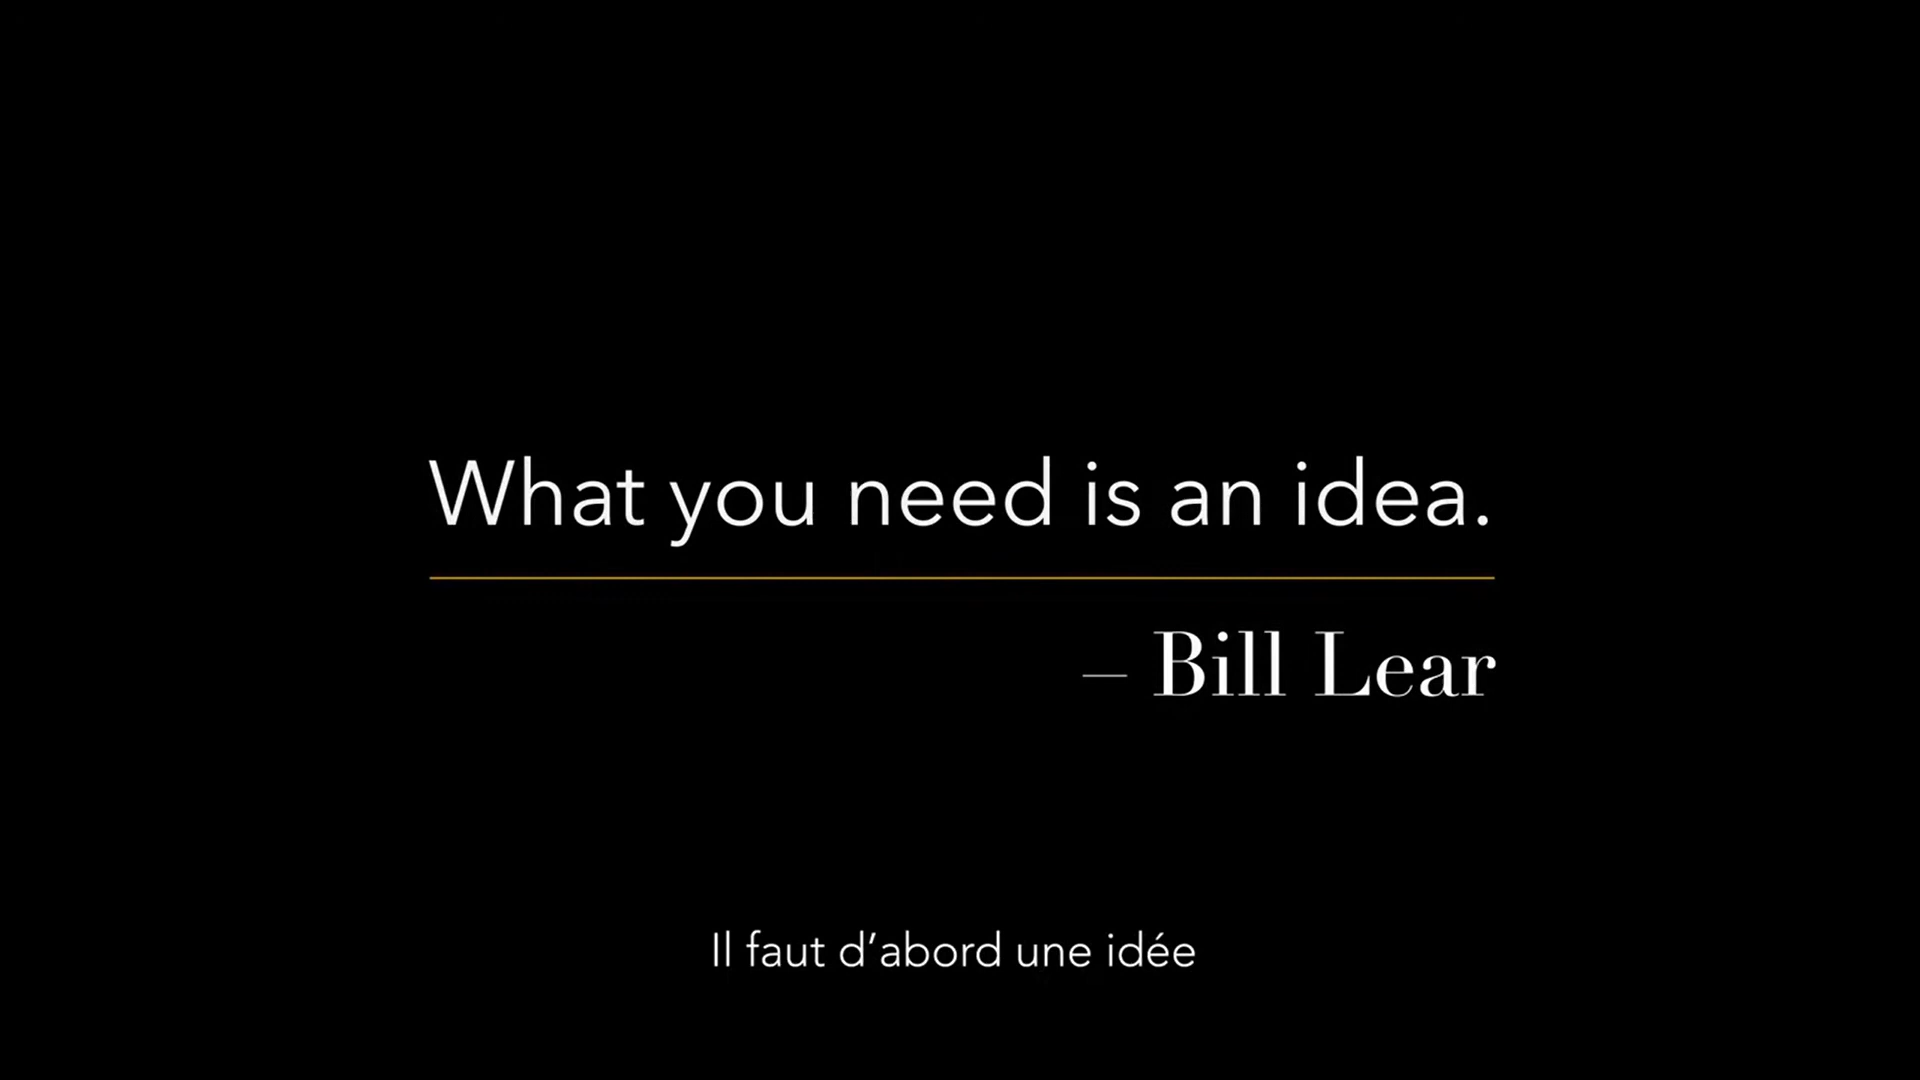 What you need is an idea.
– Bill Lear
Il faut d’abord une idée